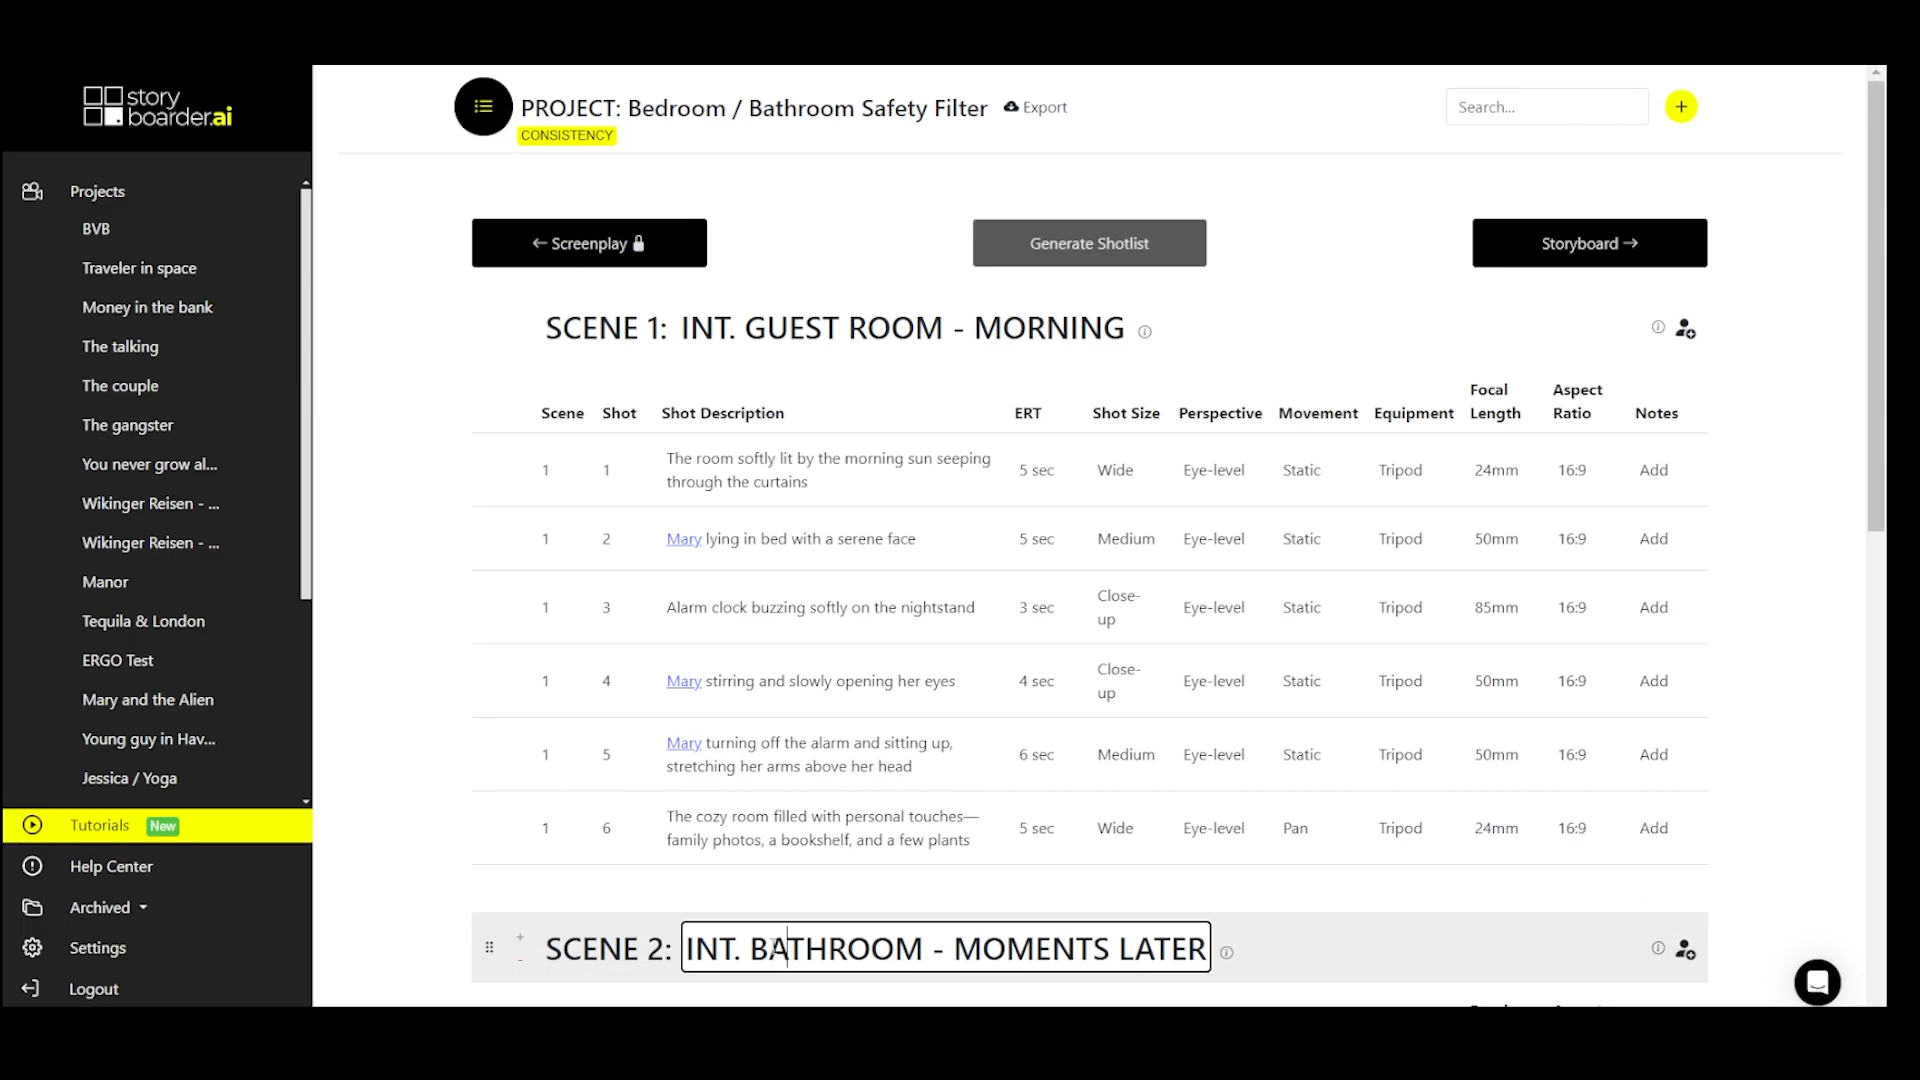 story
boarder.ai
Projects
BVB
Traveler in space
Money in the bank
The talking
The couple
The gangster
You never grow al...
Wikinger Reisen - ...
Wikinger Reisen - ...
Manor
Tequila & London
ERGO Test
Mary and the Alien
Young guy in Hav...
Jessica / Yoga
Tutorials New
Help Center
Archived
Settings
Logout
PROJECT: Bedroom / Bathroom Safety Filter Export
CONSISTENCY
Search...
← Screenplay
Generate Shotlist
Storyboard →
SCENE 1: INT. GUEST ROOM - MORNING
Scene Shot Shot Description ERT Shot Size Perspective Movement Equipment Focal Length Aspect Ratio Notes
1 1 The room softly lit by the morning sun seeping 5 sec Wide Eye-level Static Tripod 24mm 16:9 Add
through the curtains
1 2 Mary lying in bed with a serene face 5 sec Medium Eye-level Static Tripod 50mm 16:9 Add
1 3 Alarm clock buzzing softly on the nightstand 3 sec Close-up Eye-level Static Tripod 85mm 16:9 Add
1 4 Mary stirring and slowly opening her eyes 4 sec Close-up Eye-level Static Tripod 50mm 16:9 Add
1 5 Mary turning off the alarm and sitting up, 6 sec Medium Eye-level Static Tripod 50mm 16:9 Add
stretching her arms above her head
1 6 The cozy room filled with personal touches— 5 sec Wide Eye-level Pan Tripod 24mm 16:9 Add
family photos, a bookshelf, and a few plants
SCENE 2: INT. BATHROOM - MOMENTS LATER